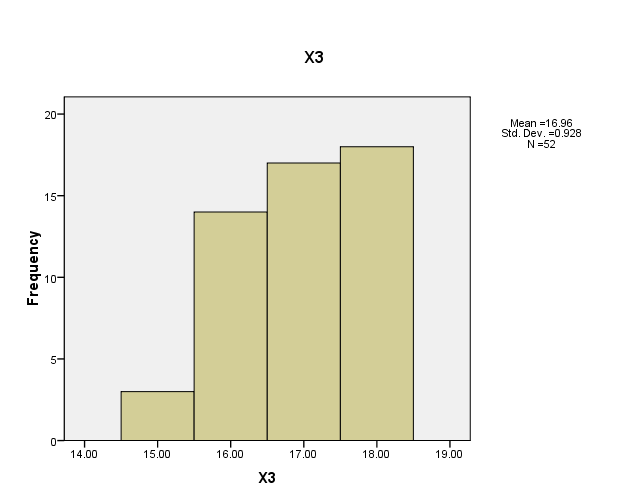 X3
Mean =16.96
Std. Dev. =0.928
N =52
20
15
10
5
0
Frequency
14.00 15.00 16.00 17.00 18.00 19.00
X3